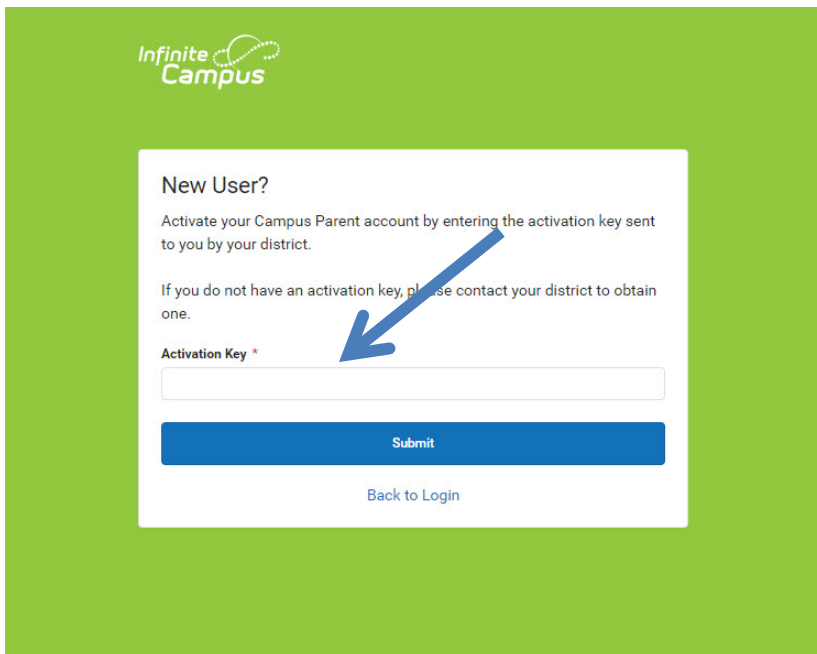 Infinite
Campus
New User?
Activate your Campus Parent account by entering the activation key sent
to you by your district.
If you do not have an activation key, please contact your district to obtain
one.
Activation Key *
Submit
Back to Login